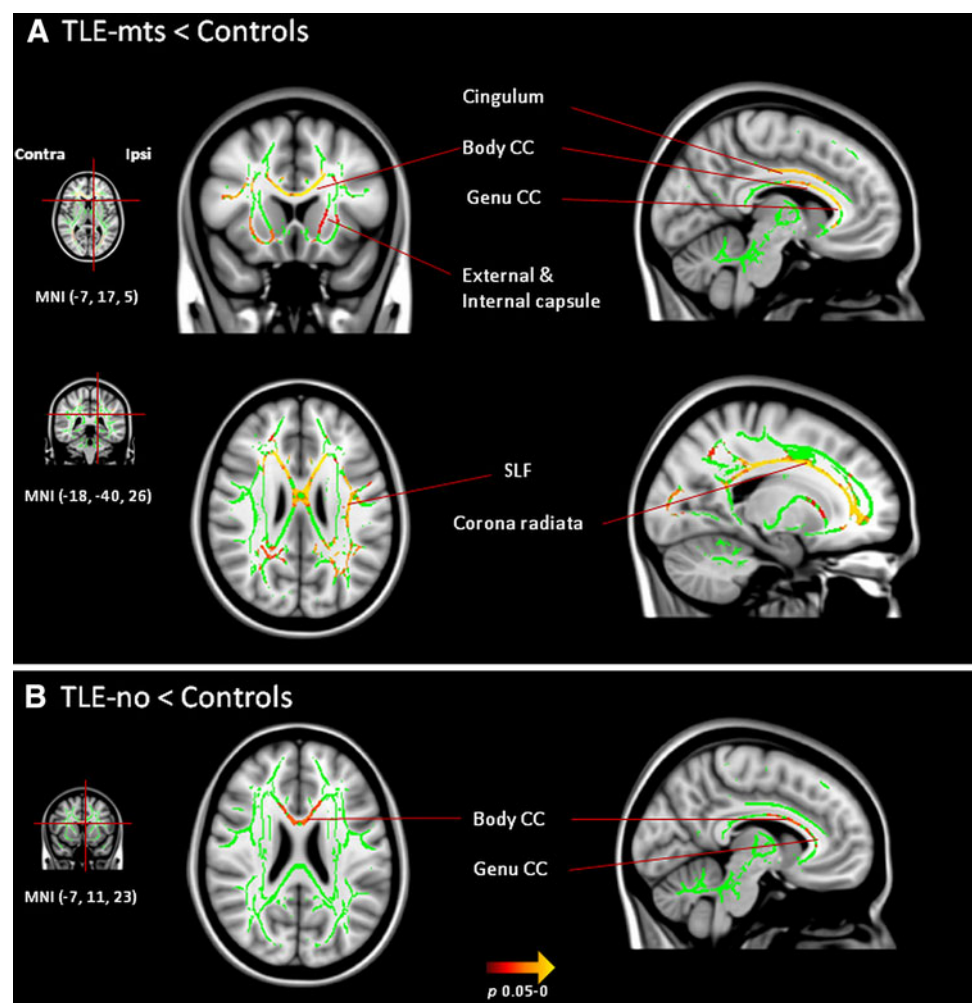 A TLE-mts < Controls
Cingulum
Contra Ipsi
Body CC
Genu CC
External &
Internal capsule
MNI (-7, 17, 5)
SLF
MNI (-18, -40, 26)
Corona radiata
B TLE-no < Controls
Body CC
Genu CC
MNI (-7, 11, 23)
p 0.05-0